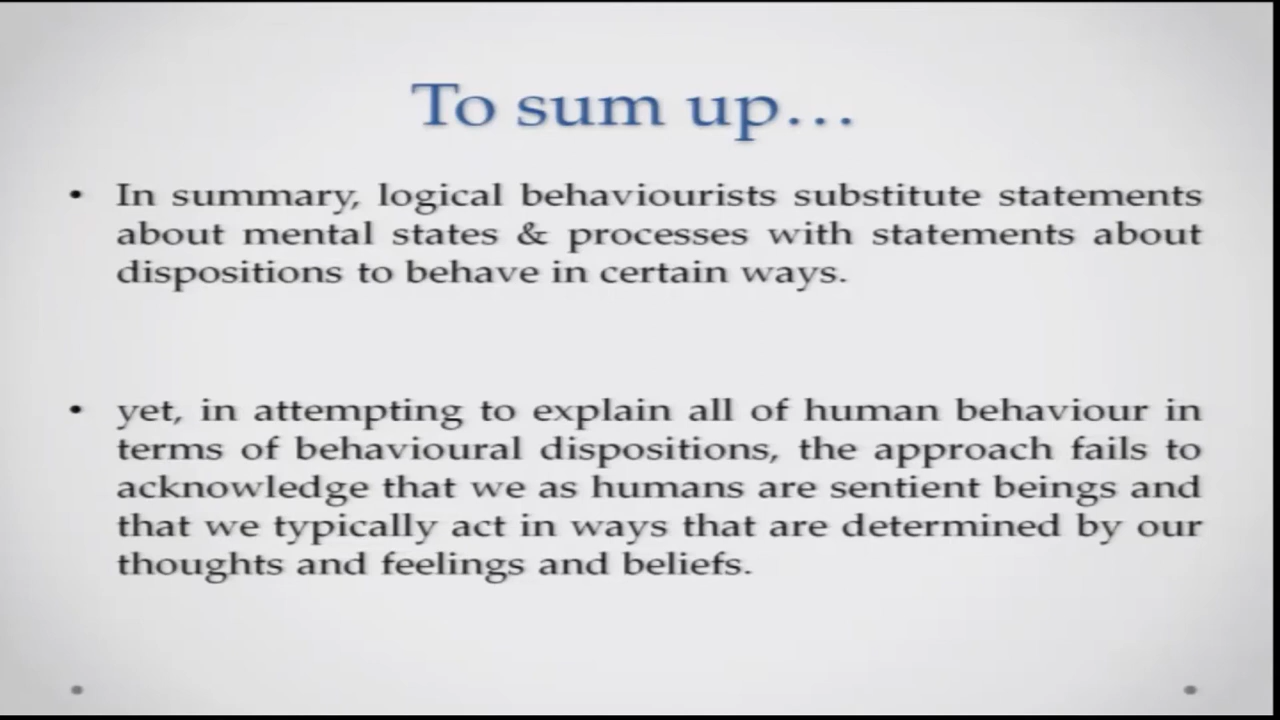 To sum up…
• In summary, logical behaviourists substitute statements
about mental states & processes with statements about
dispositions to behave in certain ways.
• yet, in attempting to explain all of human behaviour in
terms of behavioural dispositions, the approach fails to
acknowledge that we as humans are sentient beings and
that we typically act in ways that are determined by our
thoughts and feelings and beliefs.